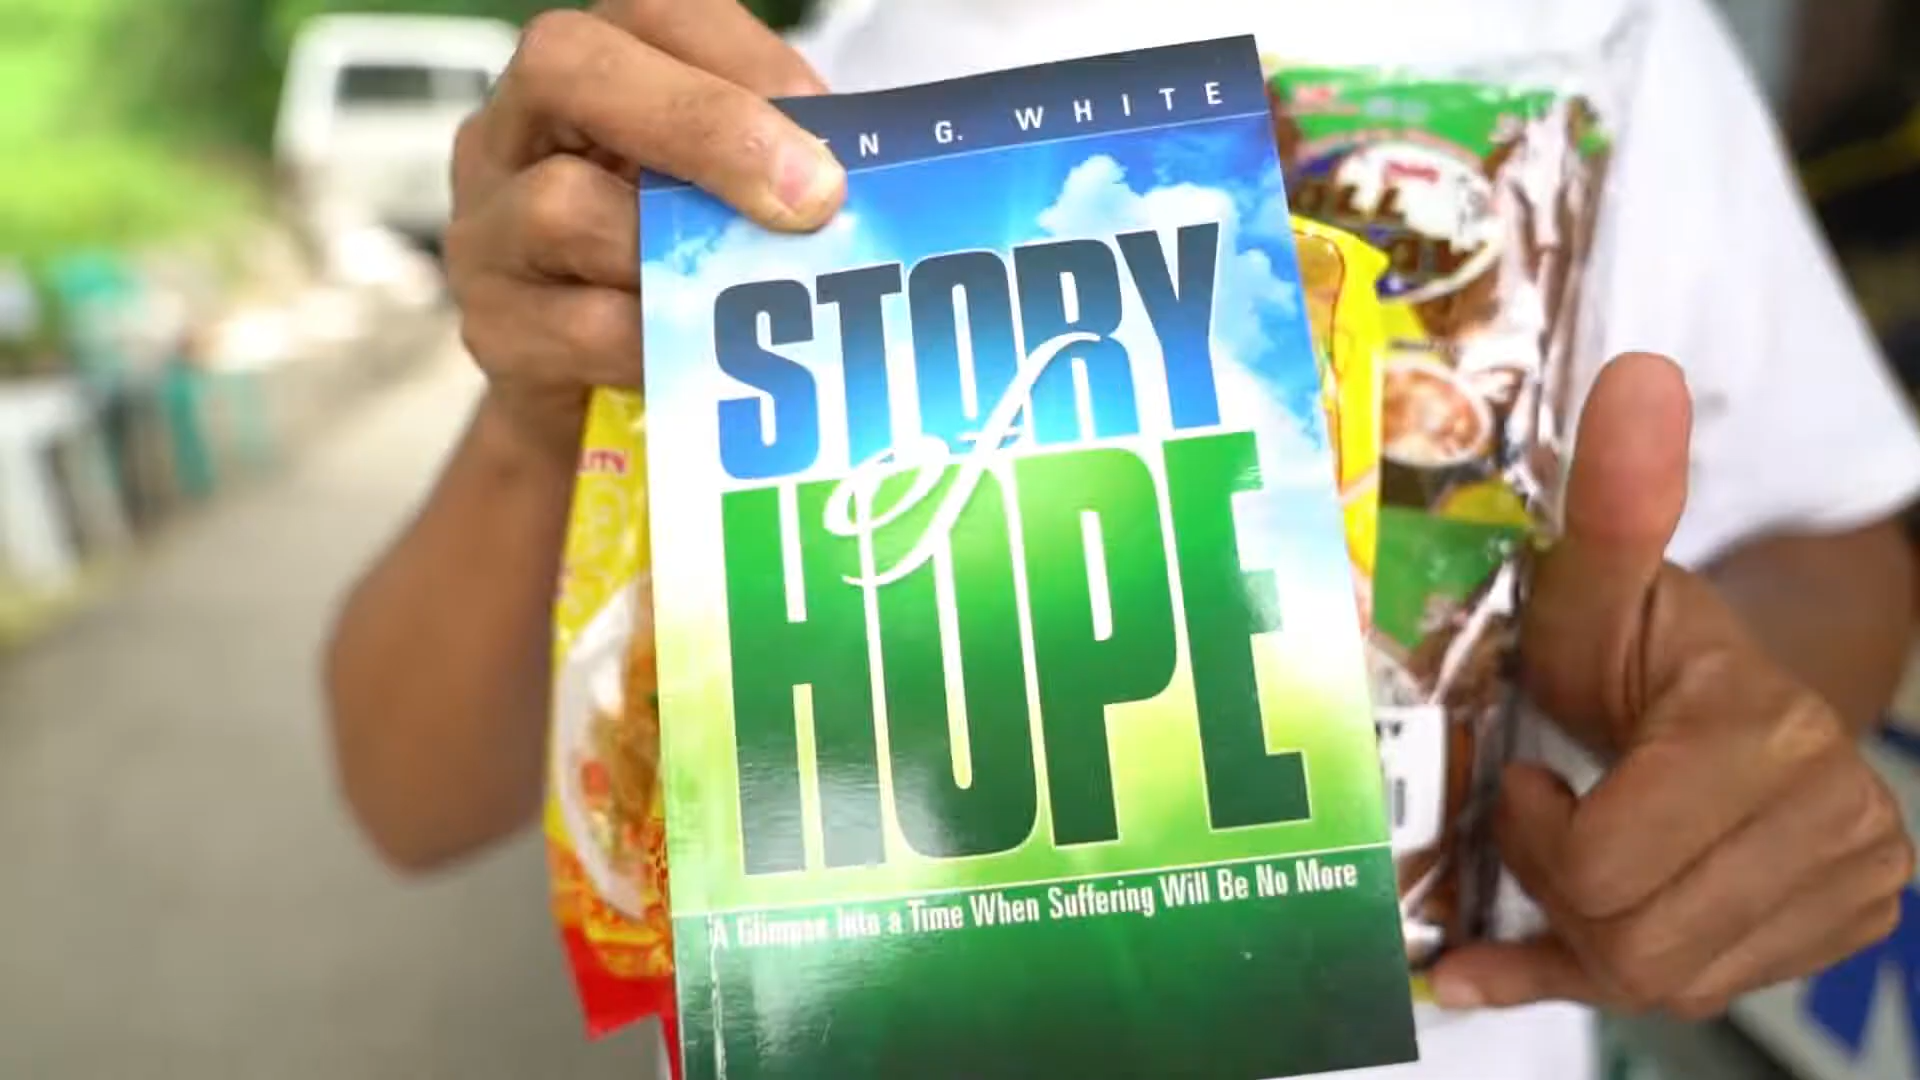 N G. WHITE
STORY
of
HOPE
A Glimpse Into a Time When Suffering Will Be No More